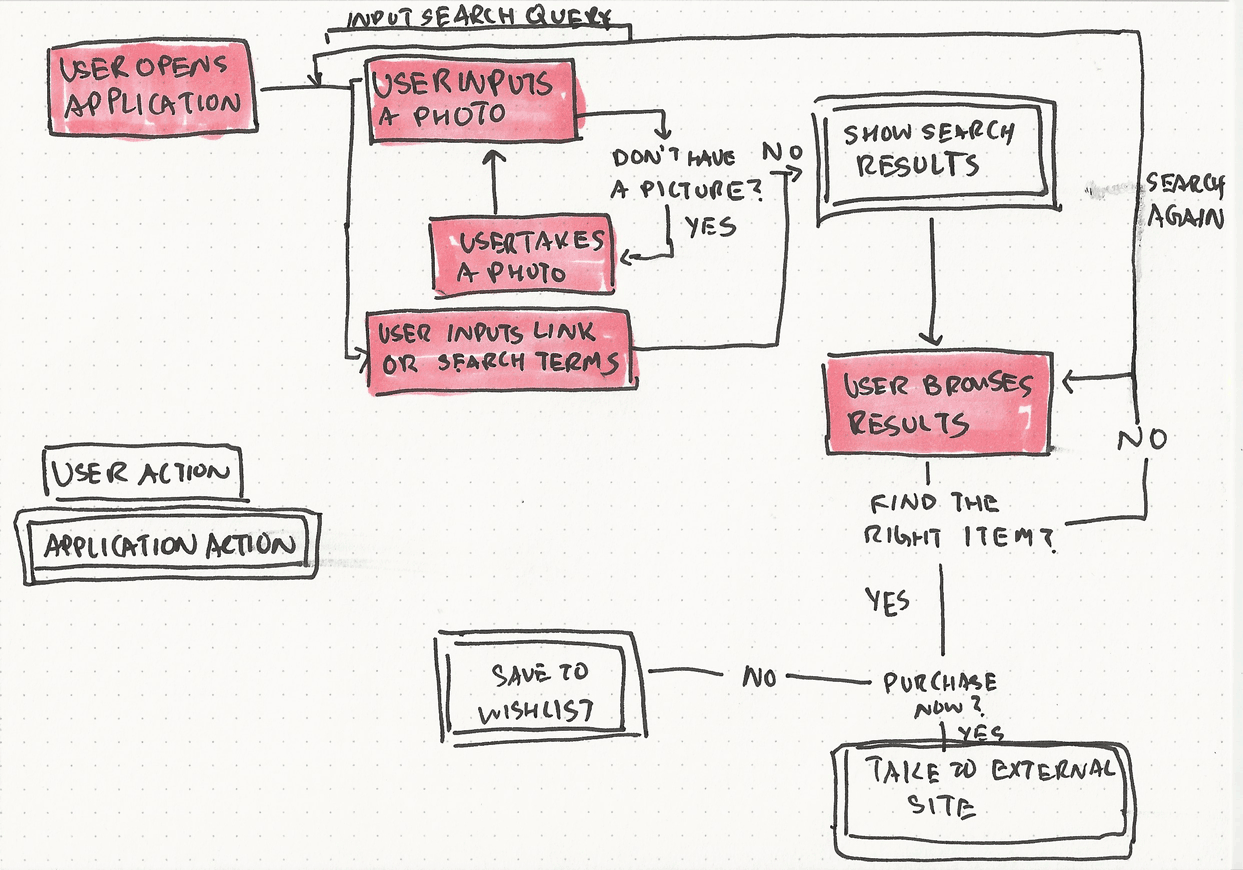 INPUT SEARCH QUERY
USER OPENS
APPLICATION
USER INPUTS
A PHOTO
DON'T HAVE
A PICTURE?
NO
YES
USER TAKES
A PHOTO
USER INPUTS LINK
OR SEARCH TERMS
SHOW SEARCH
RESULTS
SEARCH
AGAIN
USER BROWSES
RESULTS
NO
FIND THE
RIGHT ITEM?
YES
USER ACTION
APPLICATION ACTION
PURCHASE
NOW?
NO
SAVE TO
WISHLIST
YES
TAKE TO EXTERNAL
SITE